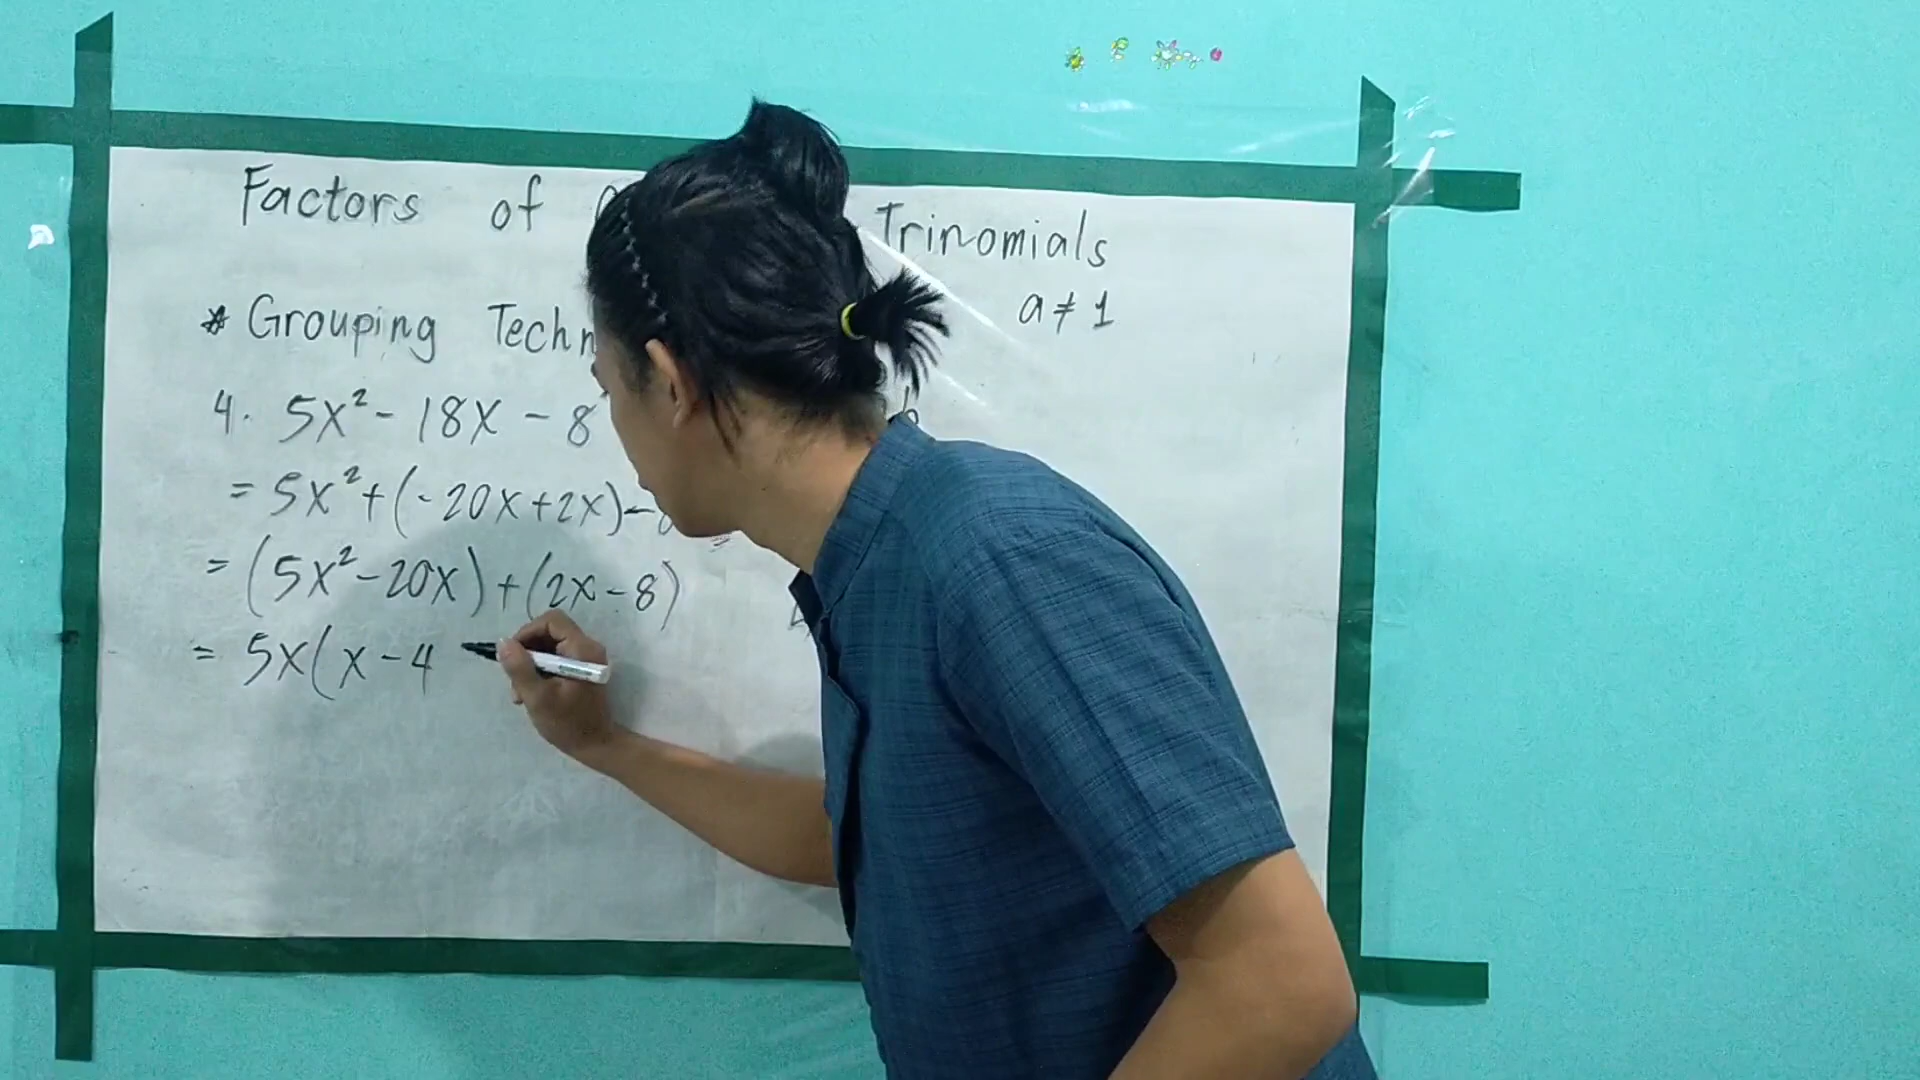 Factors of Trinomials
* Grouping Techn a ≠ 1
4. 5x² - 18x - 8
= 5x² + (-20x + 2x) -
= (5x² - 20x) + (2x - 8)
= 5x(x - 4